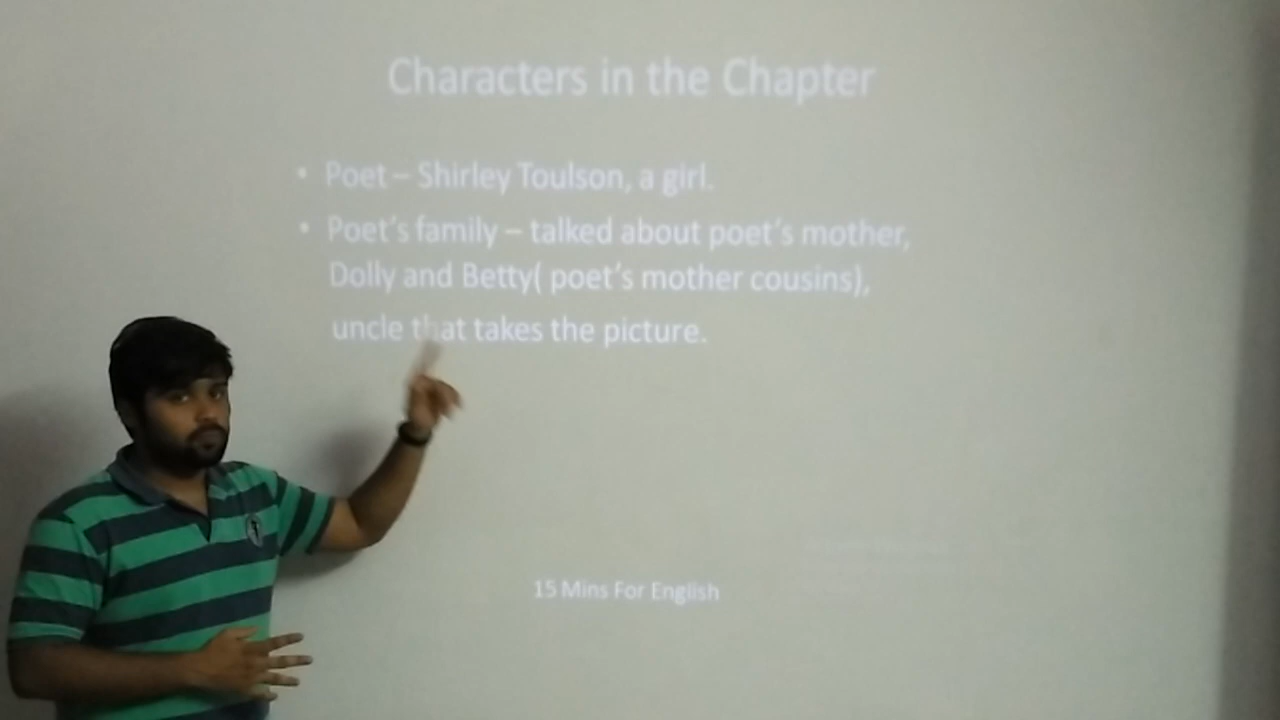 Characters in the Chapter
• Poet – Shirley Toulson, a girl.
• Poet's family – talked about poet's mother,
Dolly and Betty( poet's mother cousins),
uncle that takes the picture.
15 Mins For English